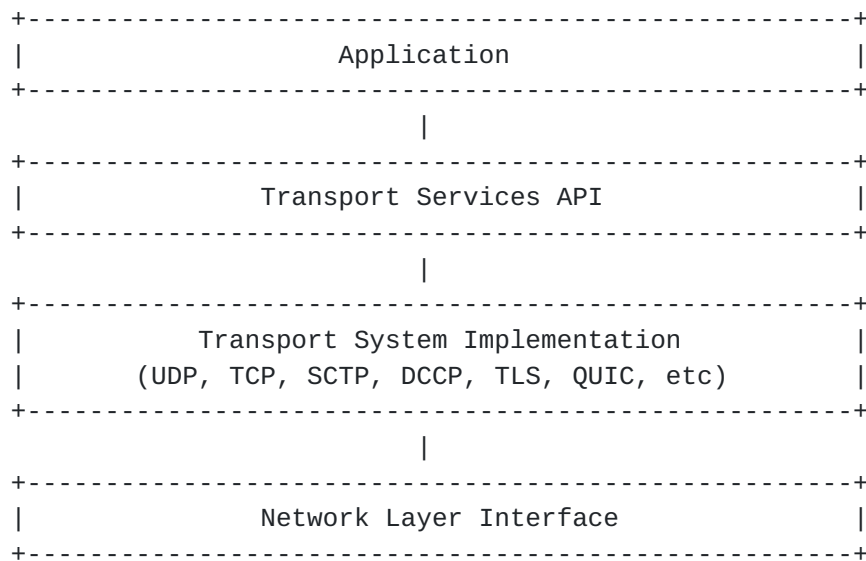 Application
Transport Services API
Transport System Implementation
(UDP, TCP, SCTP, DCCP, TLS, QUIC, etc)
Network Layer Interface